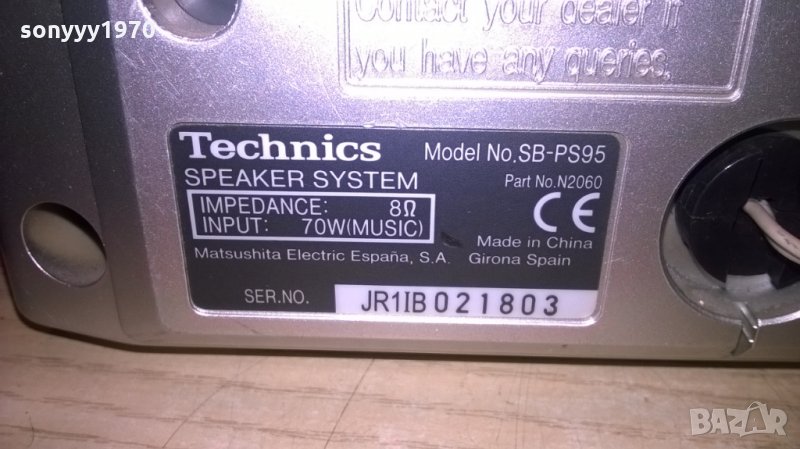 sonyyy1970
Contact your dealer if
you have any queries.
Technics
Model No.SB-PS95
SPEAKER SYSTEM
Part No.N2060
IMPEDANCE: 8Ω
INPUT: 70W(MUSIC)
CE
Made in China
Matsushita Electric España, S.A. Girona Spain
SER.NO. JR1IB021803
BAZAR